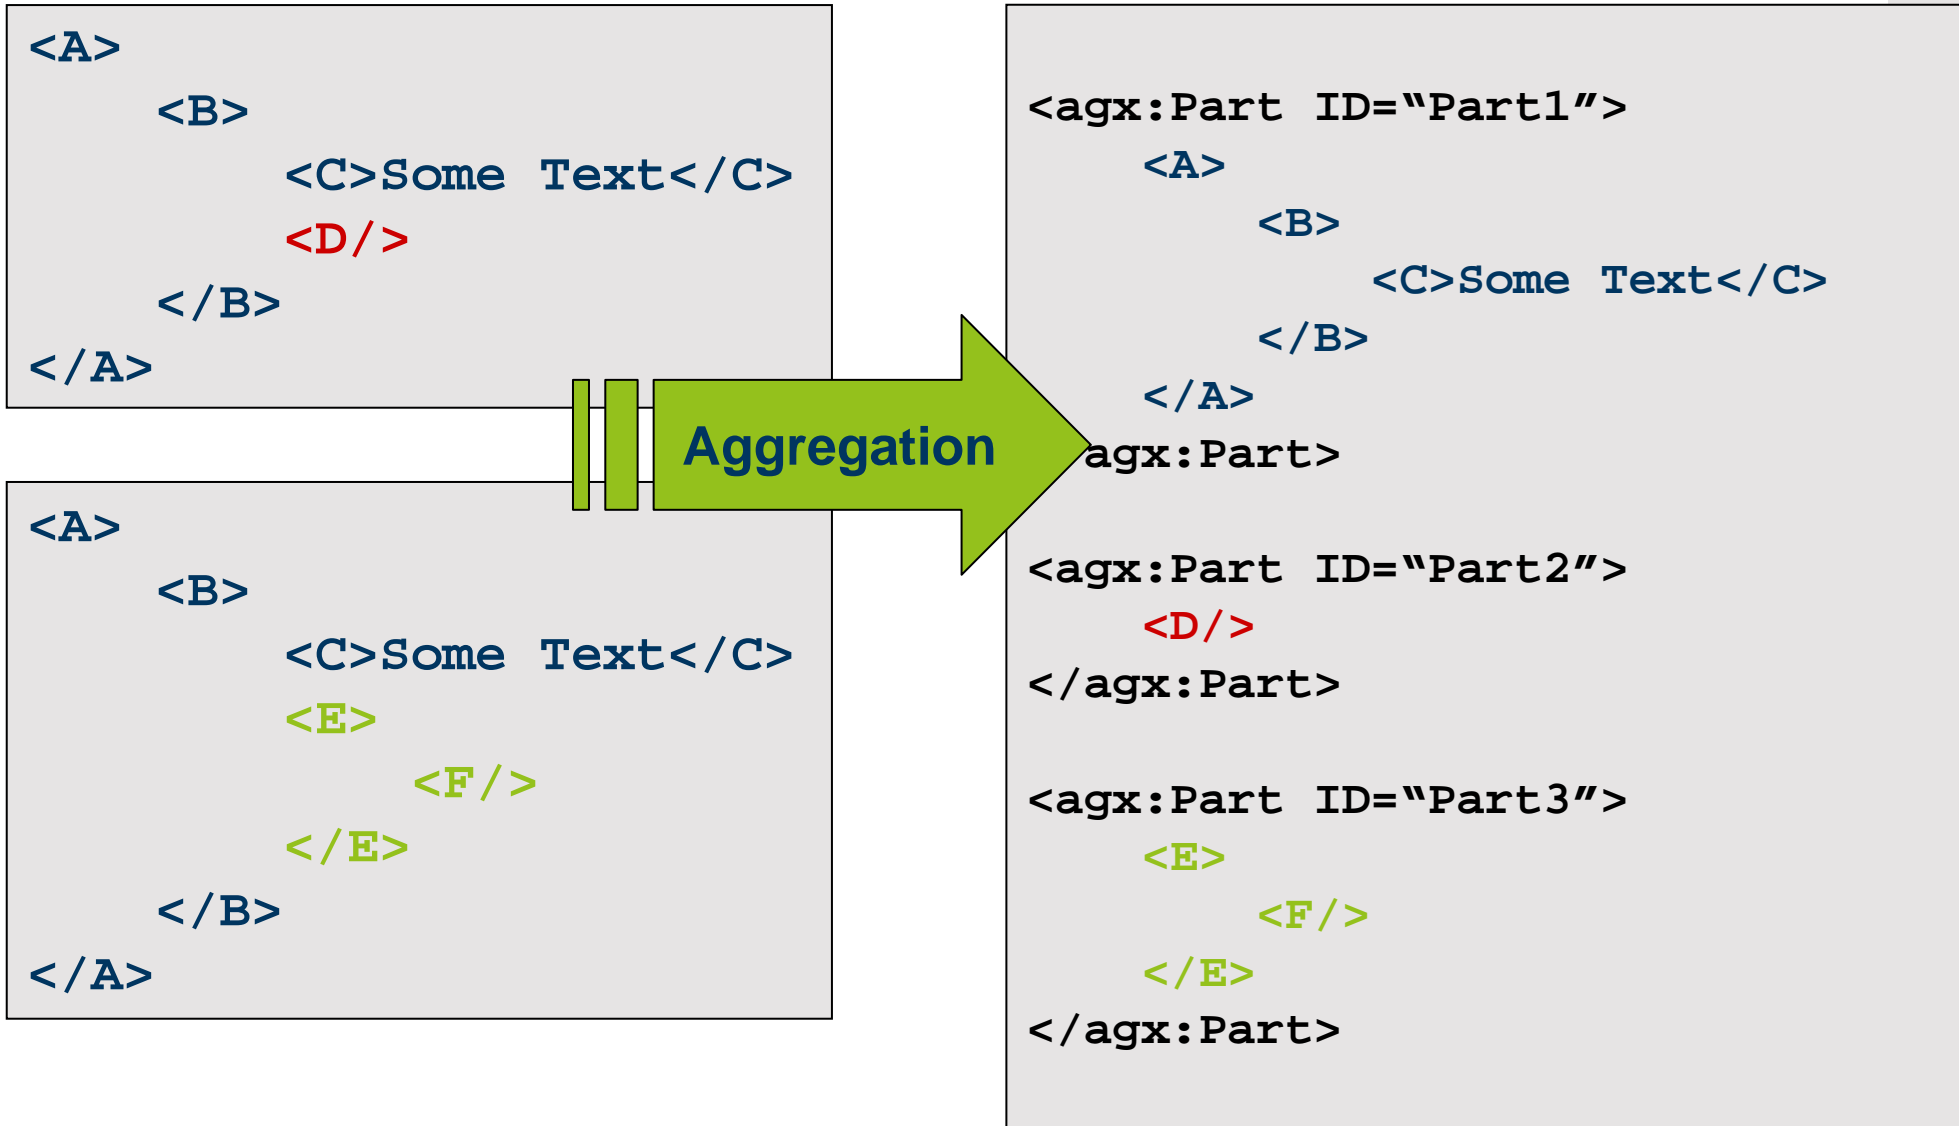 <A>
    <B>
        <C>Some Text</C>
        <D/>
    </B>
</A>
<A>
    <B>
        <C>Some Text</C>
        <E>
            <F/>
        </E>
    </B>
</A>
Aggregation
<agx:Part ID=“Part1”>
    <A>
        <B>
            <C>Some Text</C>
        </B>
    </A>
agx:Part>
<agx:Part ID=“Part2”>
    <D/>
</agx:Part>
<agx:Part ID=“Part3”>
    <E>
        <F/>
    </E>
</agx:Part>